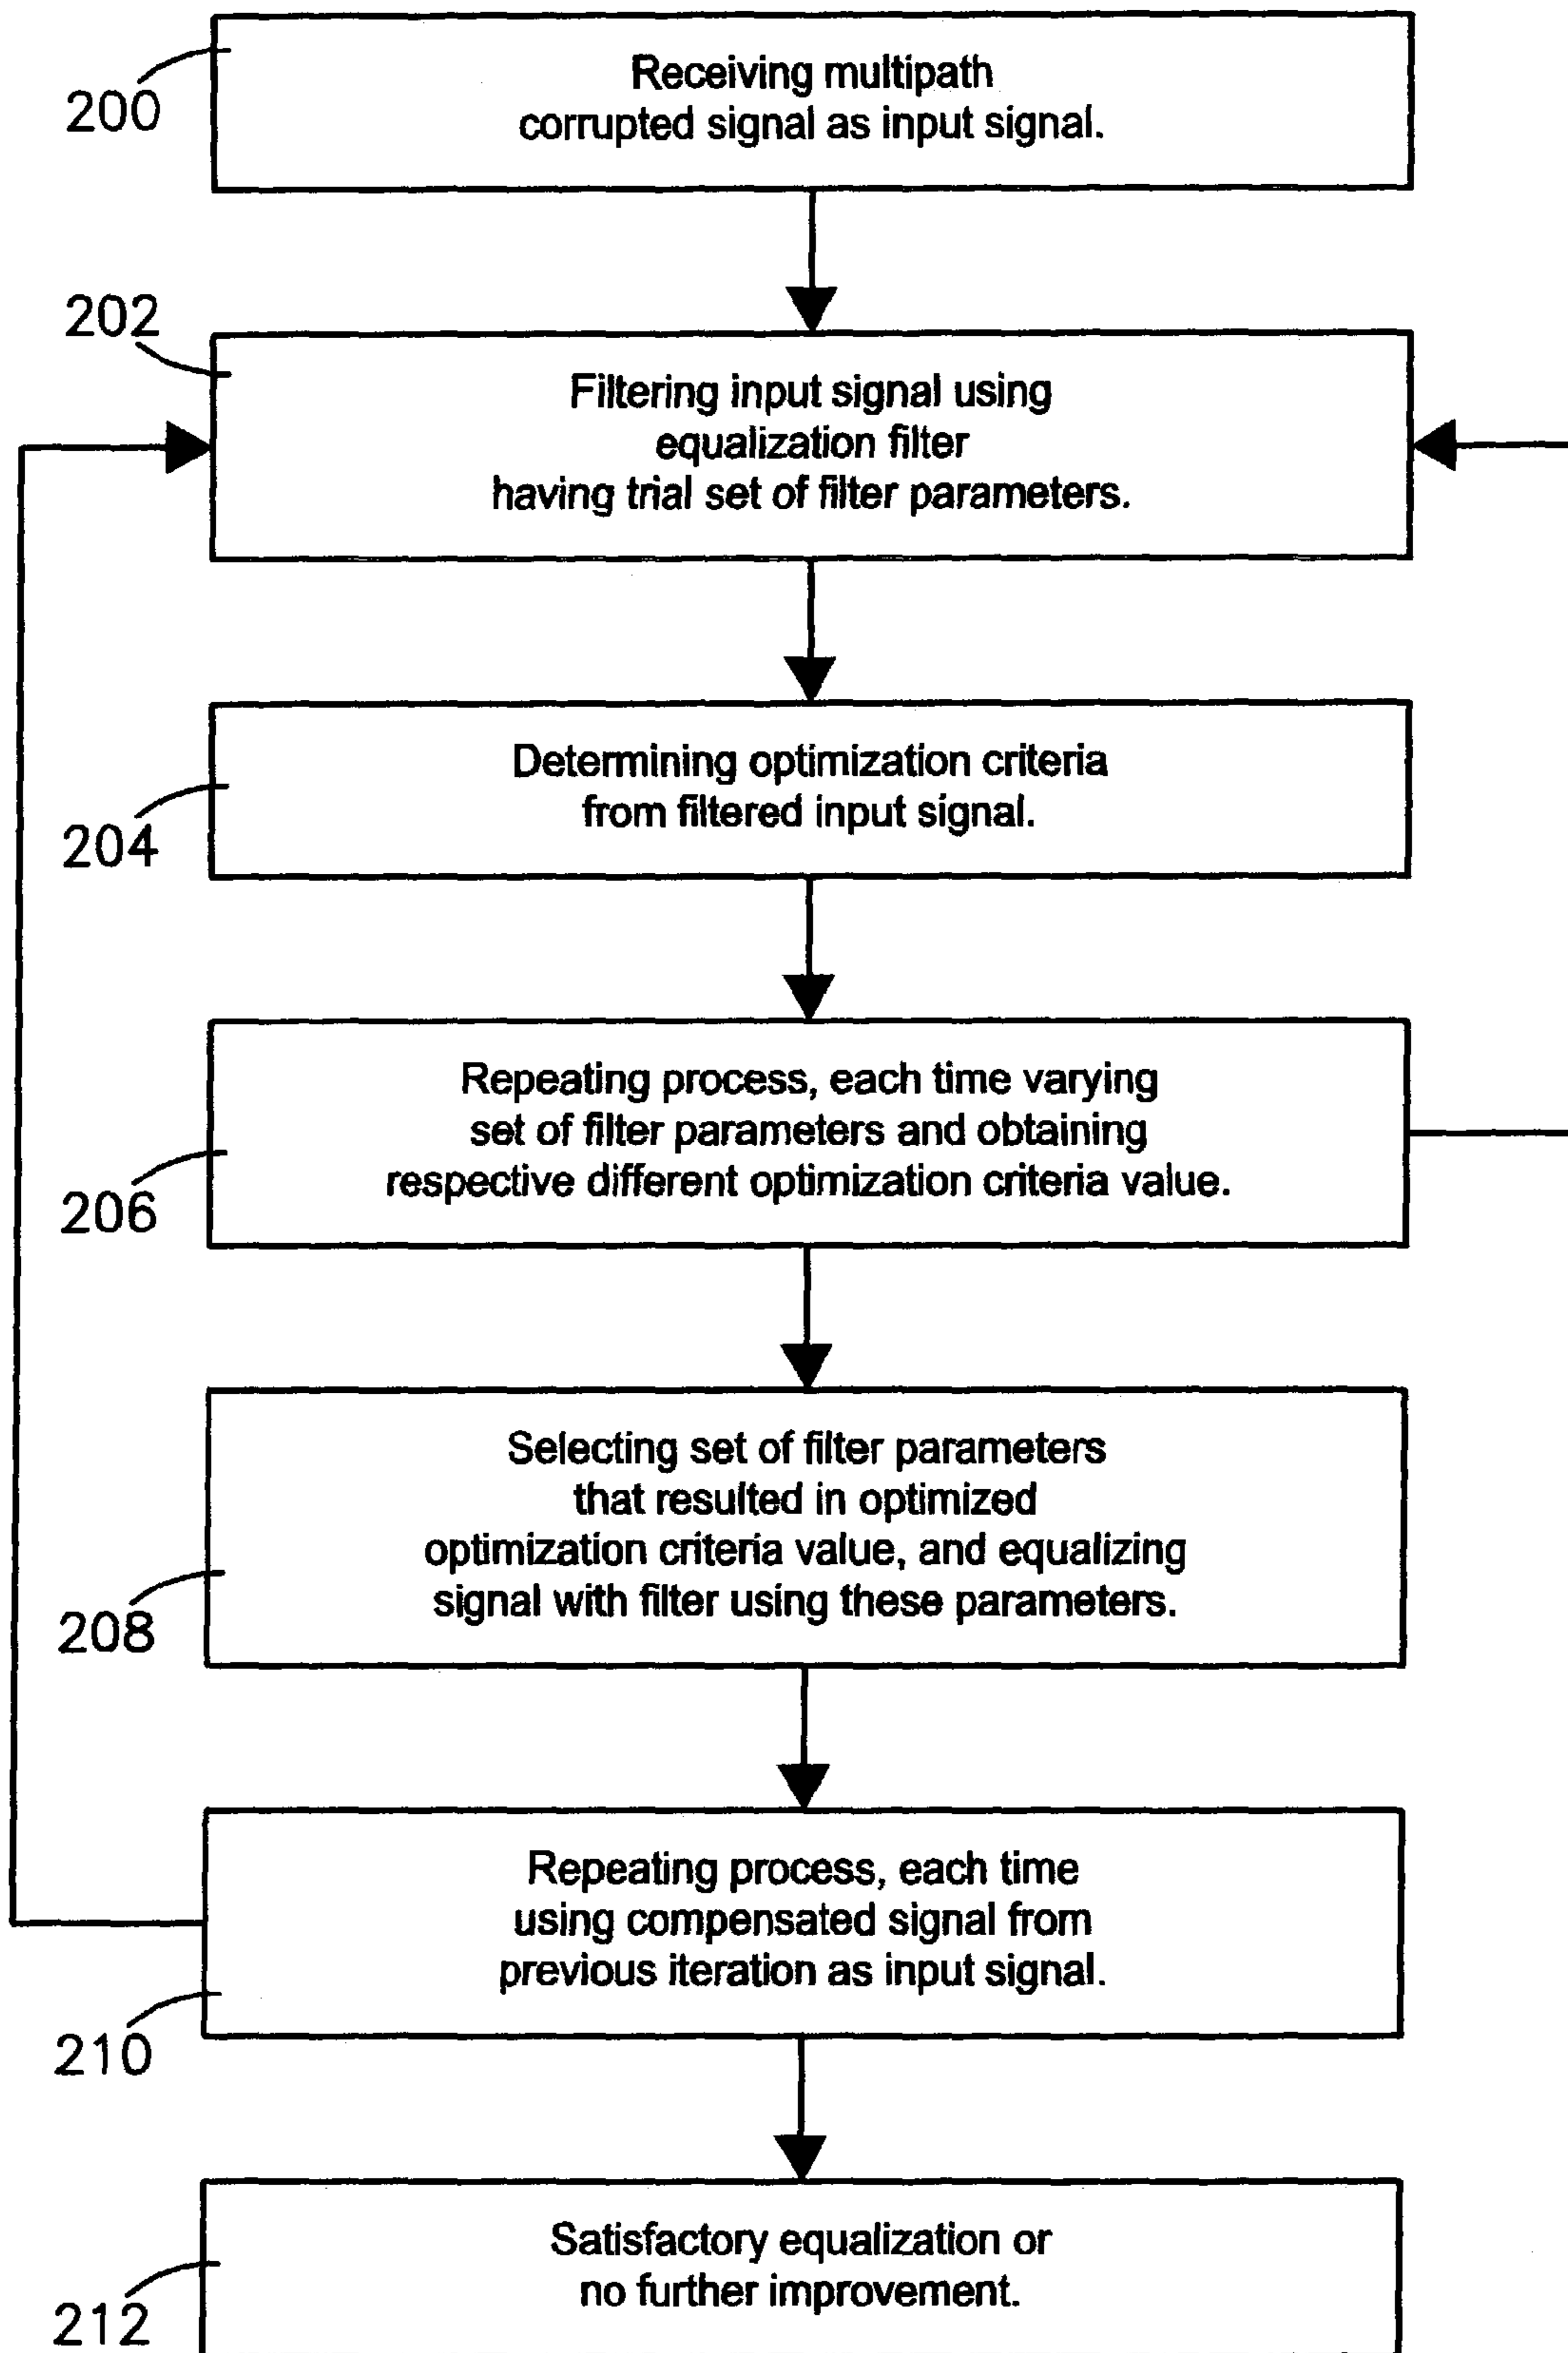 200
Receiving multipath
corrupted signal as input signal.
202
Filtering input signal using
equalization filter
having trial set of filter parameters.
204
Determining optimization criteria
from filtered input signal.
206
Repeating process, each time varying
set of filter parameters and obtaining
respective different optimization criteria value.
208
Selecting set of filter parameters
that resulted in optimized
optimization criteria value, and equalizing
signal with filter using these parameters.
210
Repeating process, each time
using compensated signal from
previous iteration as input signal.
212
Satisfactory equalization or
no further improvement.